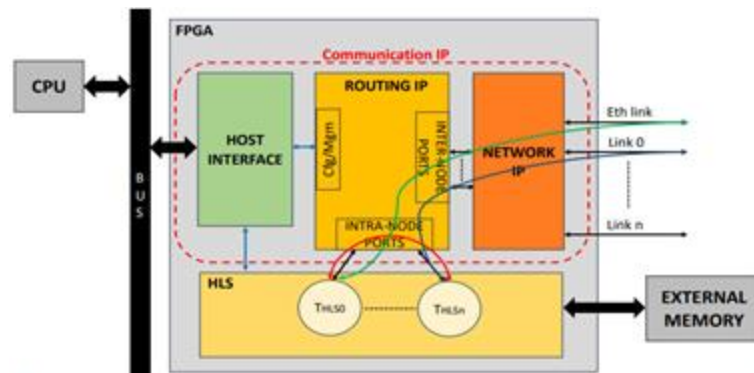 FPGA
Communication IP
CPU
BUS
HOST
INTERFACE
ROUTING IP
Cfg/Mgm
INTER-NODE
PORTS
INTRA-NODE
PORTS
NETWORK
IP
Eth link
Link 0
Link n
HLS
THLS0
THLSn
EXTERNAL
MEMORY